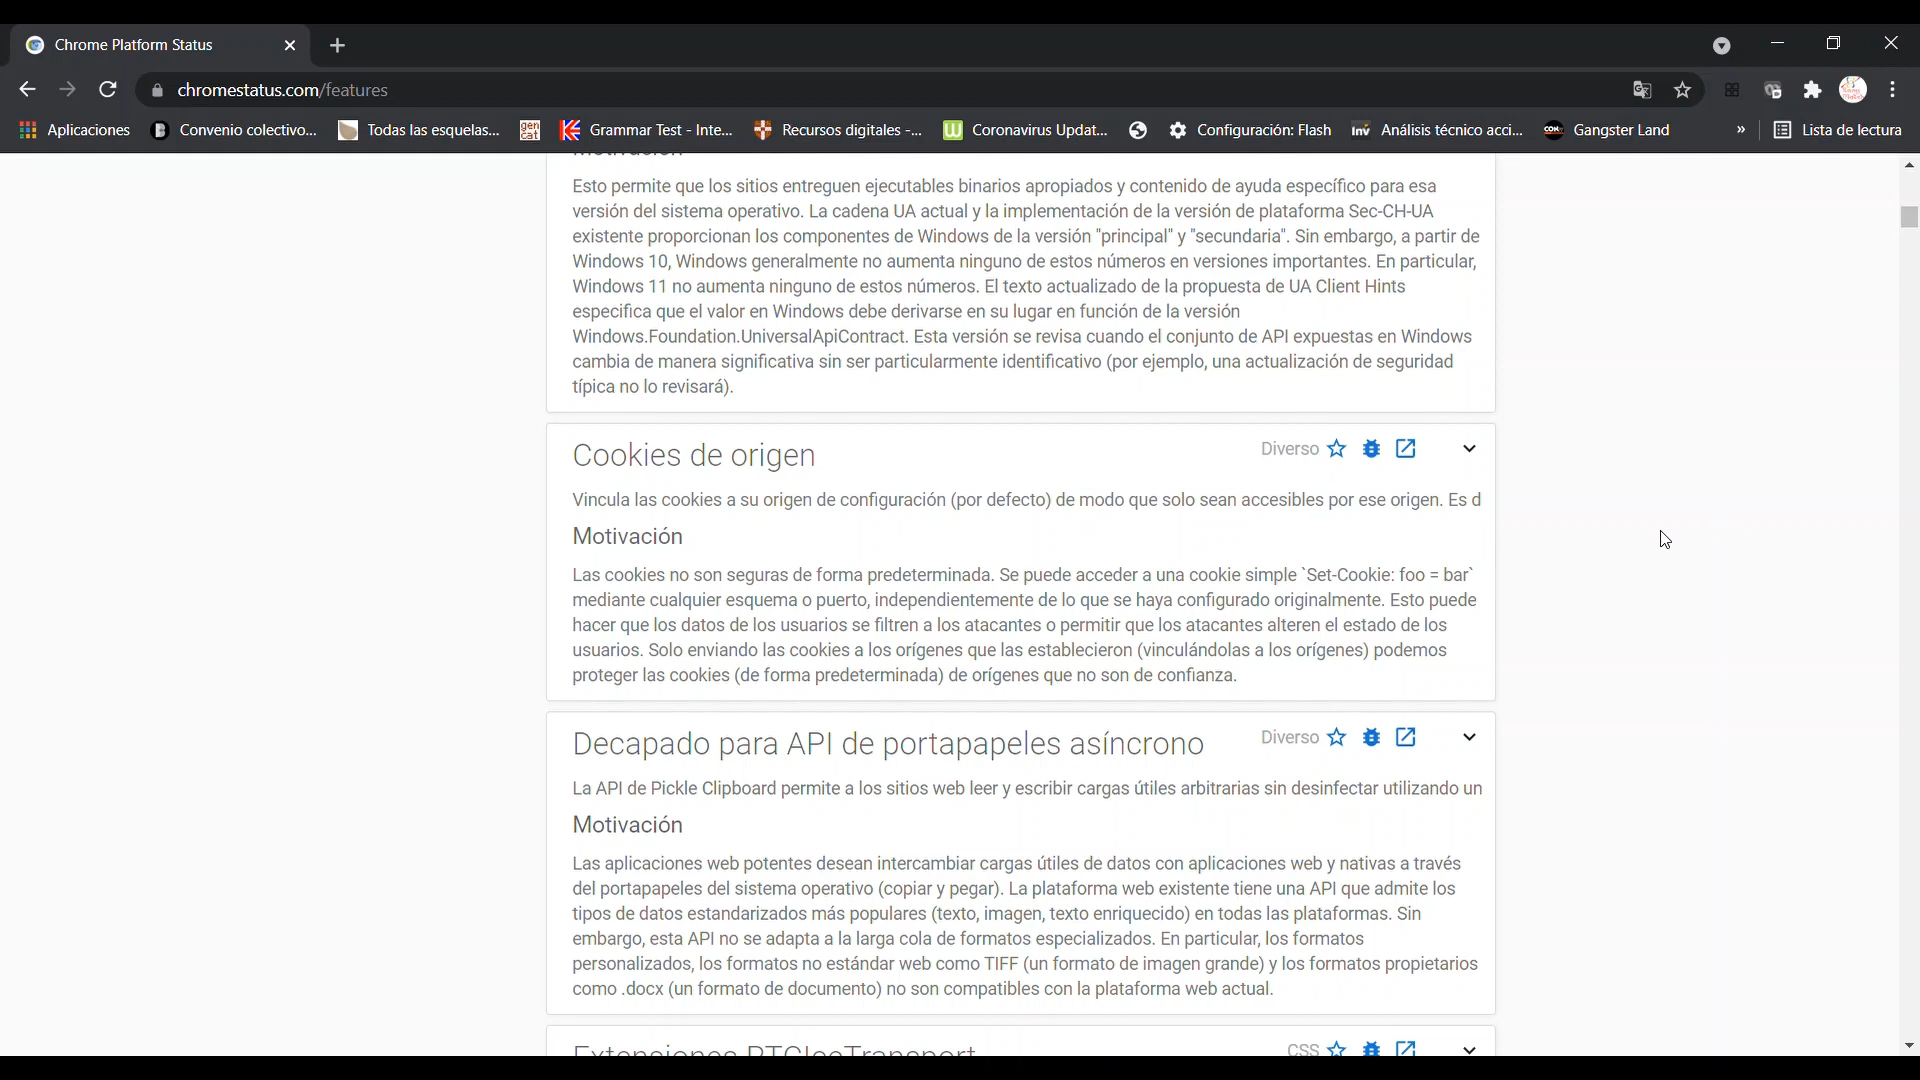 Chrome Platform Status
chromestatus.com/features
Aplicaciones
Convenio colectivo...
Todas las esquelas...
gen cat
Grammar Test - Inte...
Recursos digitales -...
Coronavirus Updat...
Configuración: Flash
Inv
Análisis técnico acci...
Gangster Land
»
Lista de lectura
Motivación
Esto permite que los sitios entreguen ejecutables binarios apropiados y contenido de ayuda específico para esa
versión del sistema operativo. La cadena UA actual y la implementación de la versión de plataforma Sec-CH-UA
existente proporcionan los componentes de Windows de la versión "principal" y "secundaria". Sin embargo, a partir de
Windows 10, Windows generalmente no aumenta ninguno de estos números en versiones importantes. En particular,
Windows 11 no aumenta ninguno de estos números. El texto actualizado de la propuesta de UA Client Hints
especifica que el valor en Windows debe derivarse en su lugar en función de la versión
Windows.Foundation.UniversalApiContract. Esta versión se revisa cuando el conjunto de API expuestas en Windows
cambia de manera significativa sin ser particularmente identificativo (por ejemplo, una actualización de seguridad
típica no lo revisará).
Cookies de origen
Diverso
Vincula las cookies a su origen de configuración (por defecto) de modo que solo sean accesibles por ese origen. Es d
Motivación
Las cookies no son seguras de forma predeterminada. Se puede acceder a una cookie simple `Set-Cookie: foo = bar`
mediante cualquier esquema o puerto, independientemente de lo que se haya configurado originalmente. Esto puede
hacer que los datos de los usuarios se filtren a los atacantes o permitir que los atacantes alteren el estado de los
usuarios. Solo enviando las cookies a los orígenes que las establecieron (vinculándolas a los orígenes) podemos
proteger las cookies (de forma predeterminada) de orígenes que no son de confianza.
Decapado para API de portapapeles asíncrono
Diverso
La API de Pickle Clipboard permite a los sitios web leer y escribir cargas útiles arbitrarias sin desinfectar utilizando un
Motivación
Las aplicaciones web potentes desean intercambiar cargas útiles de datos con aplicaciones web y nativas a través
del portapapeles del sistema operativo (copiar y pegar). La plataforma web existente tiene una API que admite los
tipos de datos estandarizados más populares (texto, imagen, texto enriquecido) en todas las plataformas. Sin
embargo, esta API no se adapta a la larga cola de formatos especializados. En particular, los formatos
personalizados, los formatos no estándar web como TIFF (un formato de imagen grande) y los formatos propietarios
como .docx (un formato de documento) no son compatibles con la plataforma web actual.
Extensiones RTCIceTransport
CSS